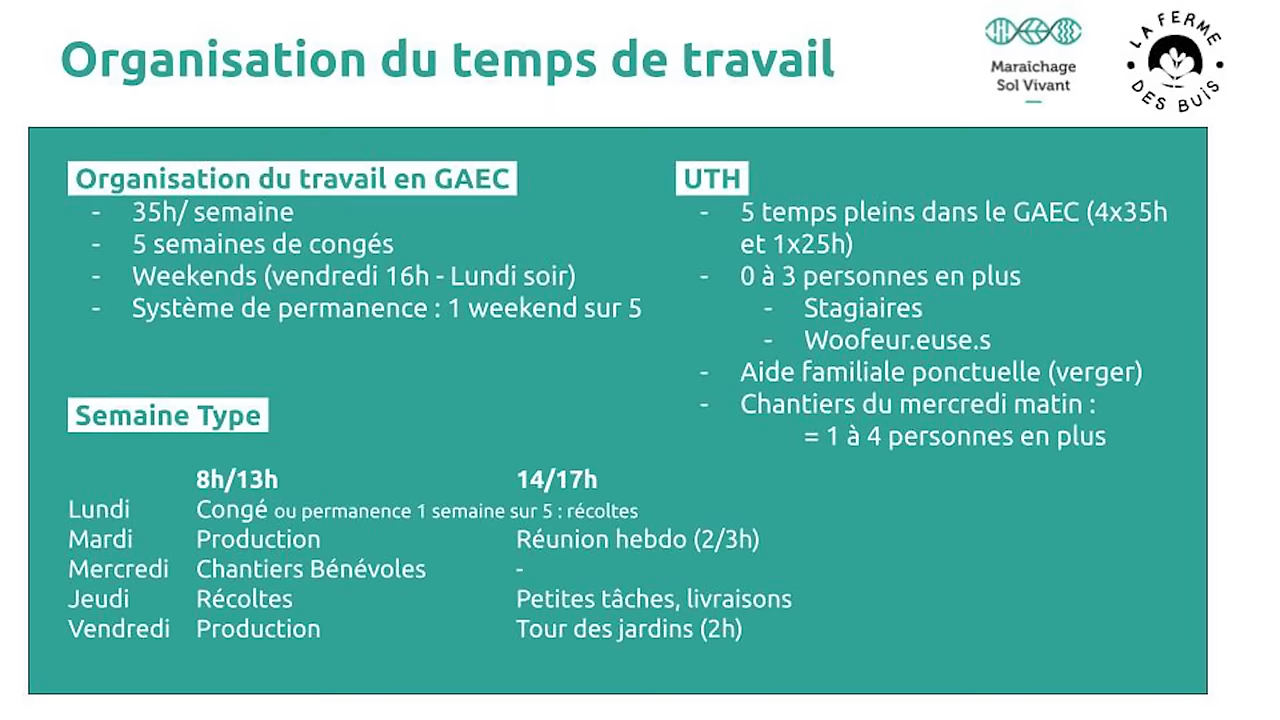 Organisation du temps de travail
Maraichage
Sol Vivant
LA FERME
DES BUIS
Organisation du travail en GAEC
- 35h/ semaine
- 5 semaines de congés
- Weekends (vendredi 16h - Lundi soir)
- Système de permanence : 1 weekend sur 5
UTH
- 5 temps pleins dans le GAEC (4x35h
et 1x25h)
- 0 à 3 personnes en plus
- Stagiaires
- Woofeur.euse.s
- Aide familiale ponctuelle (verger)
- Chantiers du mercredi matin :
= 1 à 4 personnes en plus
Semaine Type
8h/13h 14/17h
Lundi Congé ou permanence 1 semaine sur 5 : récoltes
Mardi Production Réunion hebdo (2/3h)
Mercredi Chantiers Bénévoles -
Jeudi Récoltes Petites tâches, livraisons
Vendredi Production Tour des jardins (2h)